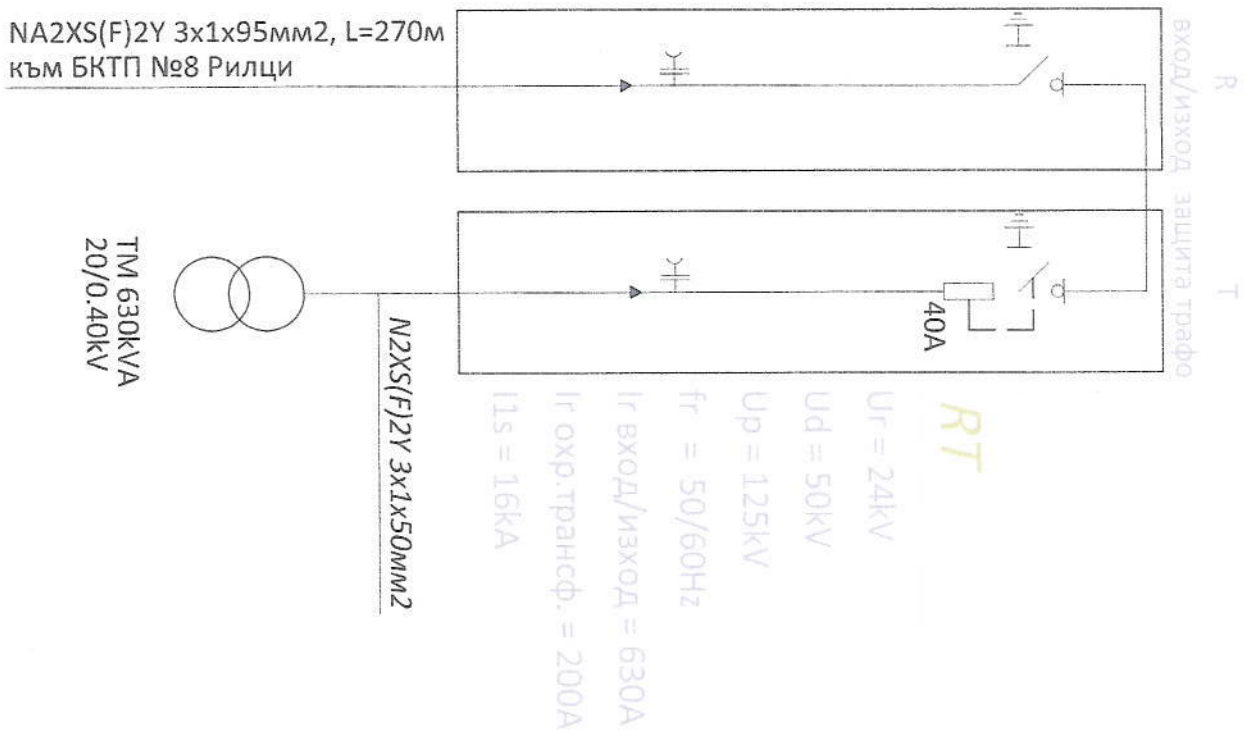 NA2XS(F)2Y 3x1x95мм2, L=270м
към БКТП №8 Рилци
R
вход/изход
T
защита трафо
40A
TM 630kVA
20/0.40kV
N2XS(F)2Y 3x1x50мм2
RT
Ur = 24kV
Ud = 50kV
Up = 125kV
fr = 50/60Hz
Ir вход/изход = 630A
Ir охр.трансф. = 200A
I1s = 16kA